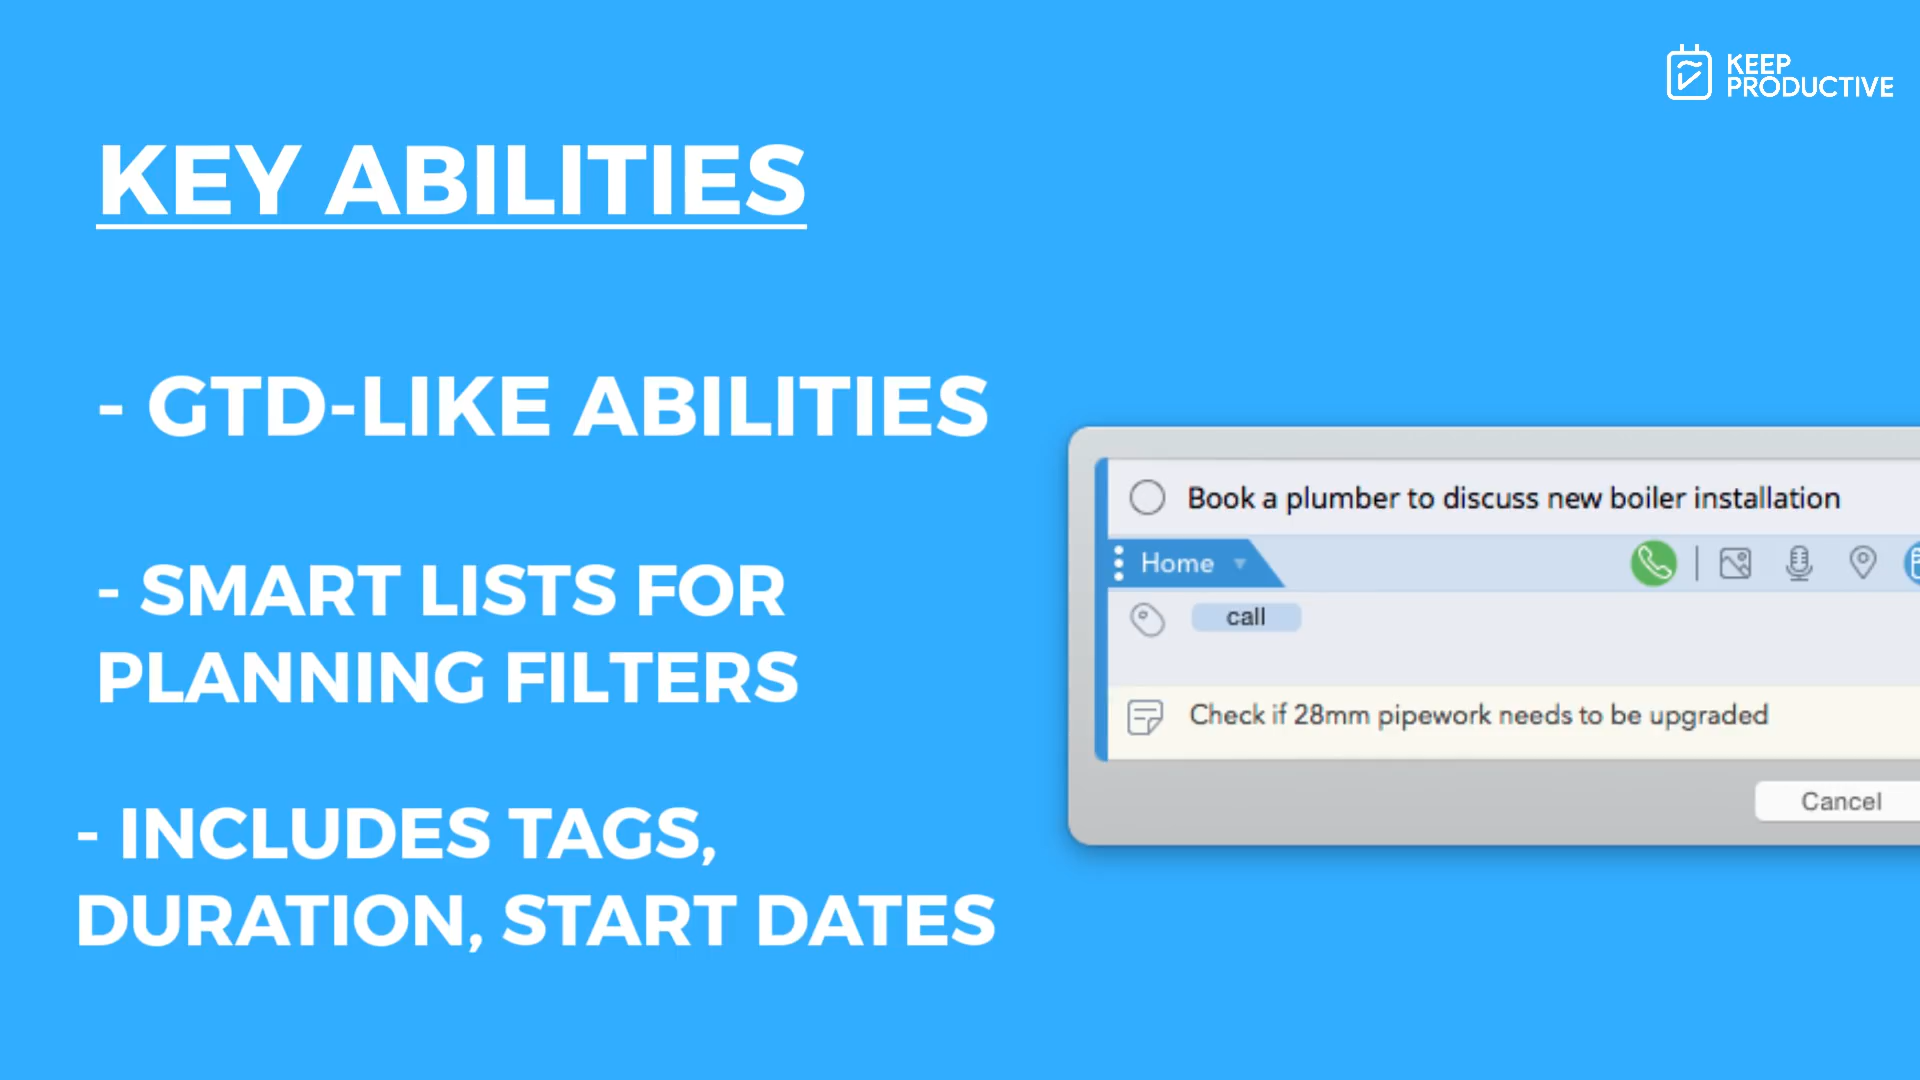 KEEP
PRODUCTIVE
KEY ABILITIES
- GTD-LIKE ABILITIES
- SMART LISTS FOR
PLANNING FILTERS
- INCLUDES TAGS,
DURATION, START DATES
Book a plumber to discuss new boiler installation
Home
call
Check if 28mm pipework needs to be upgraded
Cancel